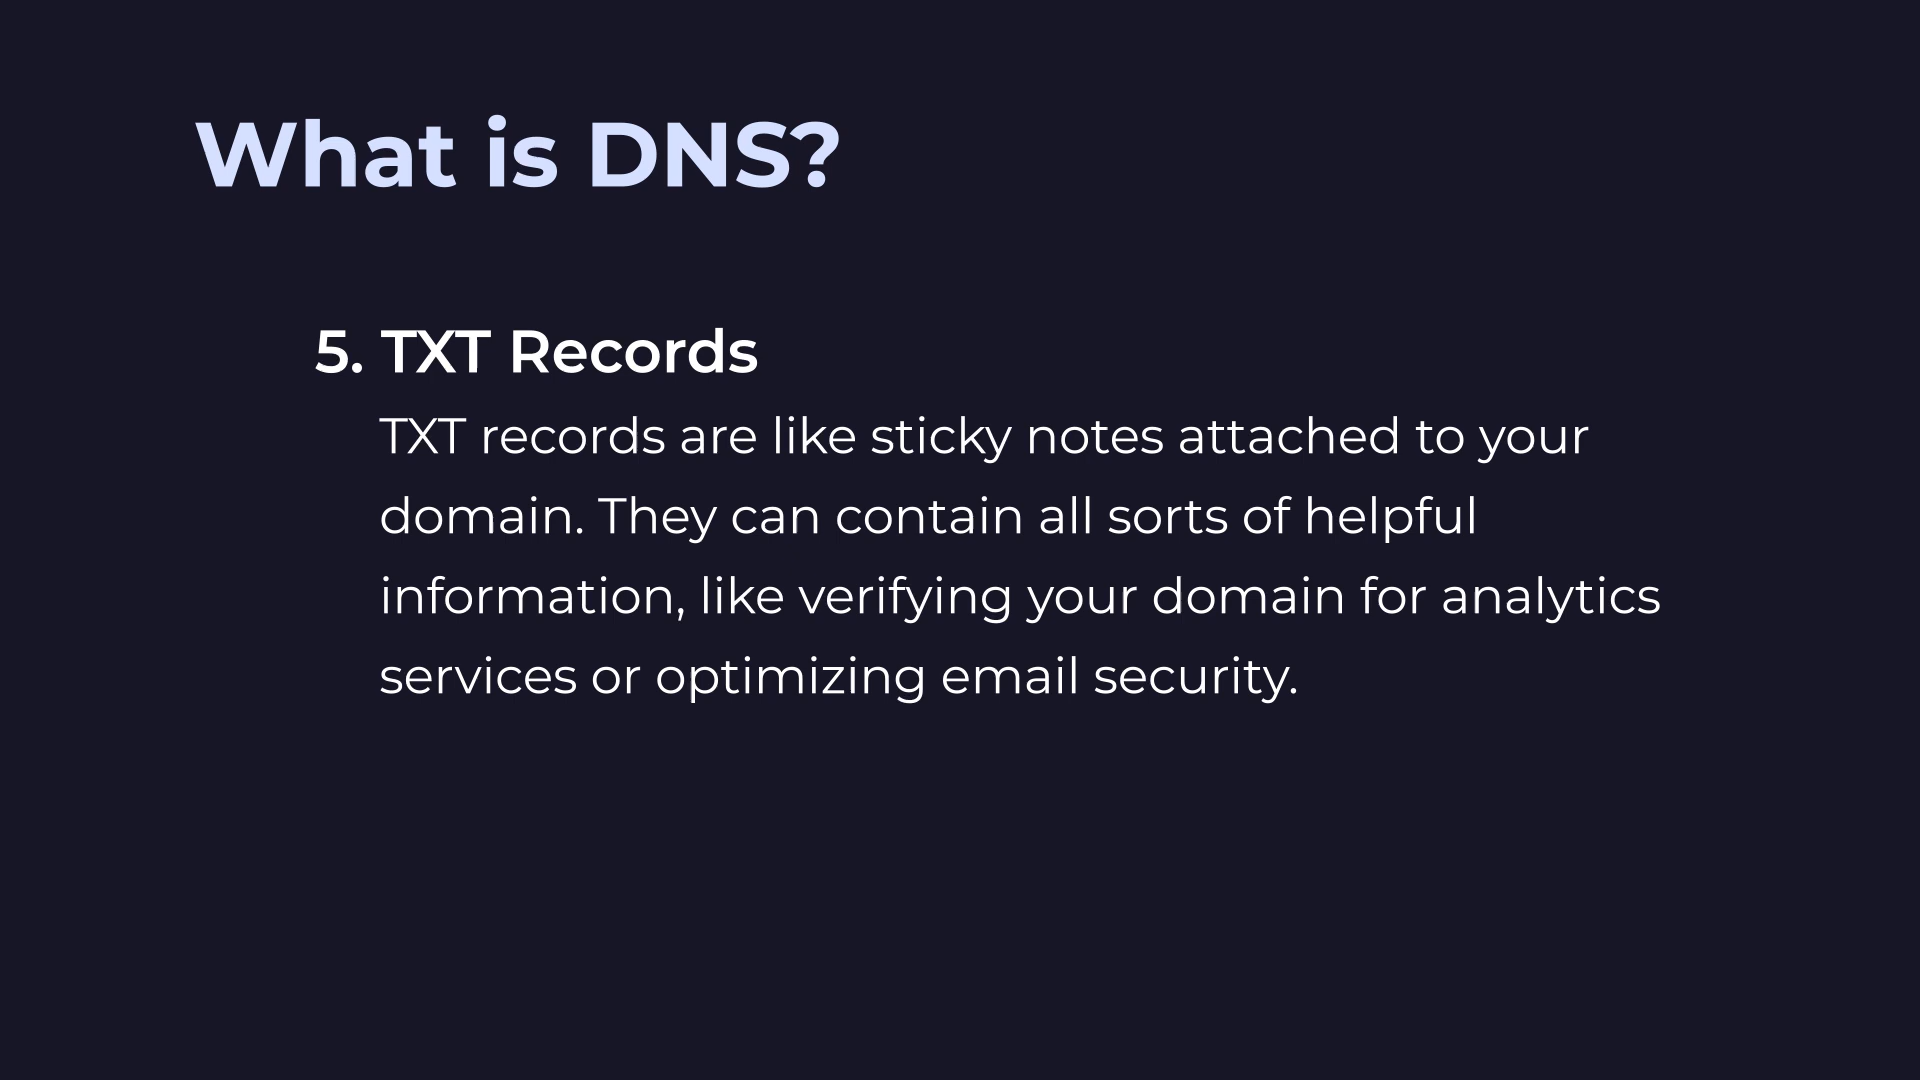 What is DNS?
5. TXT Records
TXT records are like sticky notes attached to your
domain. They can contain all sorts of helpful
information, like verifying your domain for analytics
services or optimizing email security.